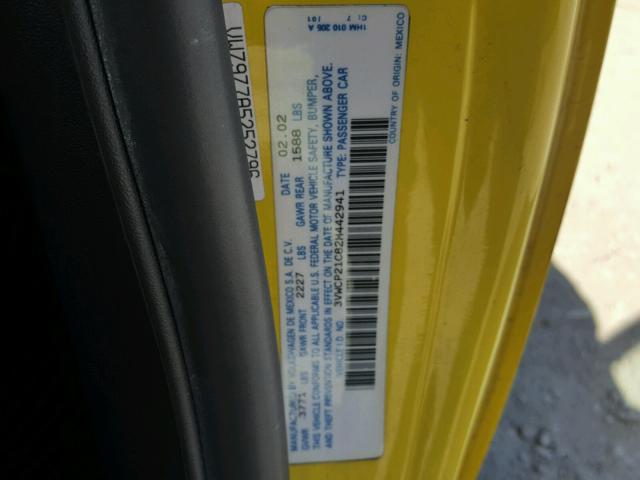 MANUFACTURED BY VOLKSWAGEN DE MEXICO S.A. DE C.V. DATE 02.02
GVWR 3771 LBS GAWR FRONT 2227 LBS GAWR REAR 1588 LBS
THIS VEHICLE CONFORMS TO ALL APPLICABLE U.S. FEDERAL MOTOR VEHICLE SAFETY, BUMPER,
AND THEFT PREVENTION STANDARDS IN EFFECT ON THE DATE OF MANUFACTURE SHOWN ABOVE.
VEHICLE I D NO. 3VWCP21C82M442941 TYPE: PASSENGER CAR
COUNTRY OF ORIGIN: MEXICO
1HM 010 205 A
C: 7 / 01